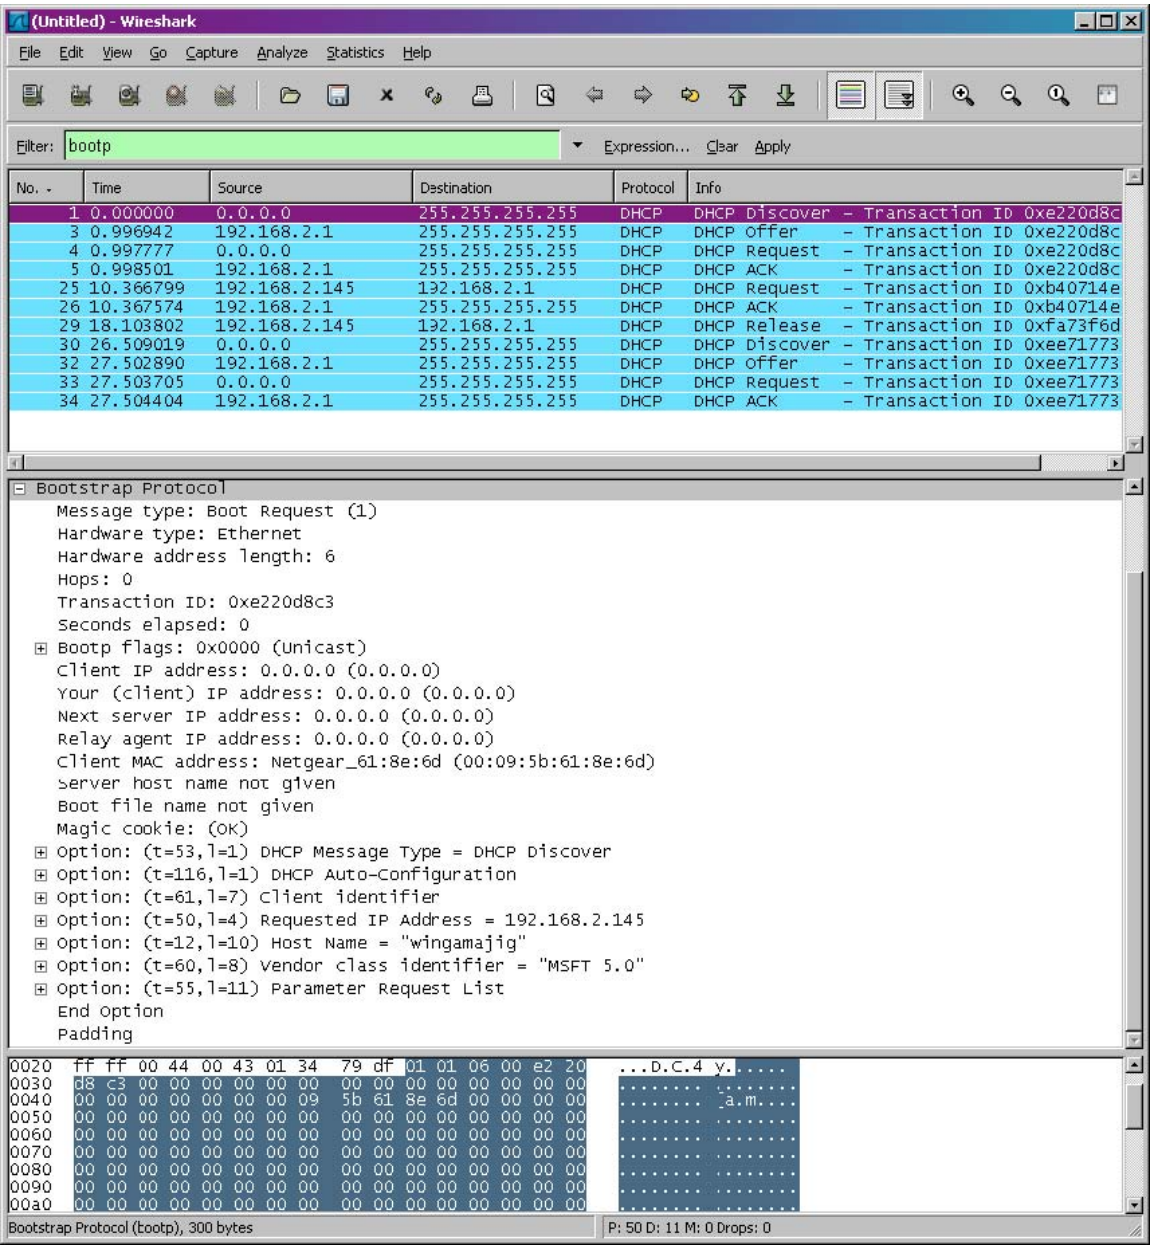 (Untitled) - Wireshark
File Edit View Go Capture Analyze Statistics Help
Filter: bootp Expression... Clear Apply
No. - Time Source Destination Protocol Info
1 0.000000 0.0.0.0 255.255.255.255 DHCP DHCP Discover - Transaction ID 0xe220d8c
3 0.996942 192.168.2.1 255.255.255.255 DHCP DHCP Offer - Transaction ID 0xe220d8c
4 0.997777 0.0.0.0 255.255.255.255 DHCP DHCP Request - Transaction ID 0xe220d8c
5 0.998501 192.168.2.1 255.255.255.255 DHCP DHCP ACK - Transaction ID 0xe220d8c
25 10.366799 192.168.2.145 192.168.2.1 DHCP DHCP Request - Transaction ID 0xb40714e
26 10.367574 192.168.2.1 255.255.255.255 DHCP DHCP ACK - Transaction ID 0xb40714e
29 18.103802 192.168.2.145 192.168.2.1 DHCP DHCP Release - Transaction ID 0xfa73f6d
30 26.509019 0.0.0.0 255.255.255.255 DHCP DHCP Discover - Transaction ID 0xee71773
32 27.502890 192.168.2.1 255.255.255.255 DHCP DHCP Offer - Transaction ID 0xee71773
33 27.503705 0.0.0.0 255.255.255.255 DHCP DHCP Request - Transaction ID 0xee71773
34 27.504404 192.168.2.1 255.255.255.255 DHCP DHCP ACK - Transaction ID 0xee71773
Bootstrap Protocol
Message type: Boot Request (1)
Hardware type: Ethernet
Hardware address length: 6
Hops: 0
Transaction ID: 0xe220d8c3
Seconds elapsed: 0
Bootp flags: 0x0000 (Unicast)
Client IP address: 0.0.0.0 (0.0.0.0)
Your (client) IP address: 0.0.0.0 (0.0.0.0)
Next server IP address: 0.0.0.0 (0.0.0.0)
Relay agent IP address: 0.0.0.0 (0.0.0.0)
Client MAC address: Netgear_61:8e:6d (00:09:5b:61:8e:6d)
Server host name not given
Boot file name not given
Magic cookie: (OK)
Option: (t=53,l=1) DHCP Message Type = DHCP Discover
Option: (t=116,l=1) DHCP Auto-Configuration
Option: (t=61,l=7) Client identifier
Option: (t=50,l=4) Requested IP Address = 192.168.2.145
Option: (t=12,l=10) Host Name = "wingamajig"
Option: (t=60,l=8) Vendor class identifier = "MSFT 5.0"
Option: (t=55,l=11) Parameter Request List
End Option
Padding
0020 ff ff 00 44 00 43 01 34 79 df 01 01 06 00 e2 20 ...D.C.4 y.....
0030 d8 c3 00 00 00 00 00 00 00 00 00 00 00 00 00 00 ........ ........
0040 00 00 00 00 00 00 00 09 5b 61 8e 6d 00 00 00 00 ........ [a.m....
0050 00 00 00 00 00 00 00 00 00 00 00 00 00 00 00 00 ........ ........
0060 00 00 00 00 00 00 00 00 00 00 00 00 00 00 00 00 ........ ........
0070 00 00 00 00 00 00 00 00 00 00 00 00 00 00 00 00 ........ ........
0080 00 00 00 00 00 00 00 00 00 00 00 00 00 00 00 00 ........ ........
0090 00 00 00 00 00 00 00 00 00 00 00 00 00 00 00 00 ........ ........
00a0 00 00 00 00 00 00 00 00 00 00 00 00 00 00 00 00 ........ ........
Bootstrap Protocol (bootp), 300 bytes P: 50 D: 11 M: 0 Drops: 0